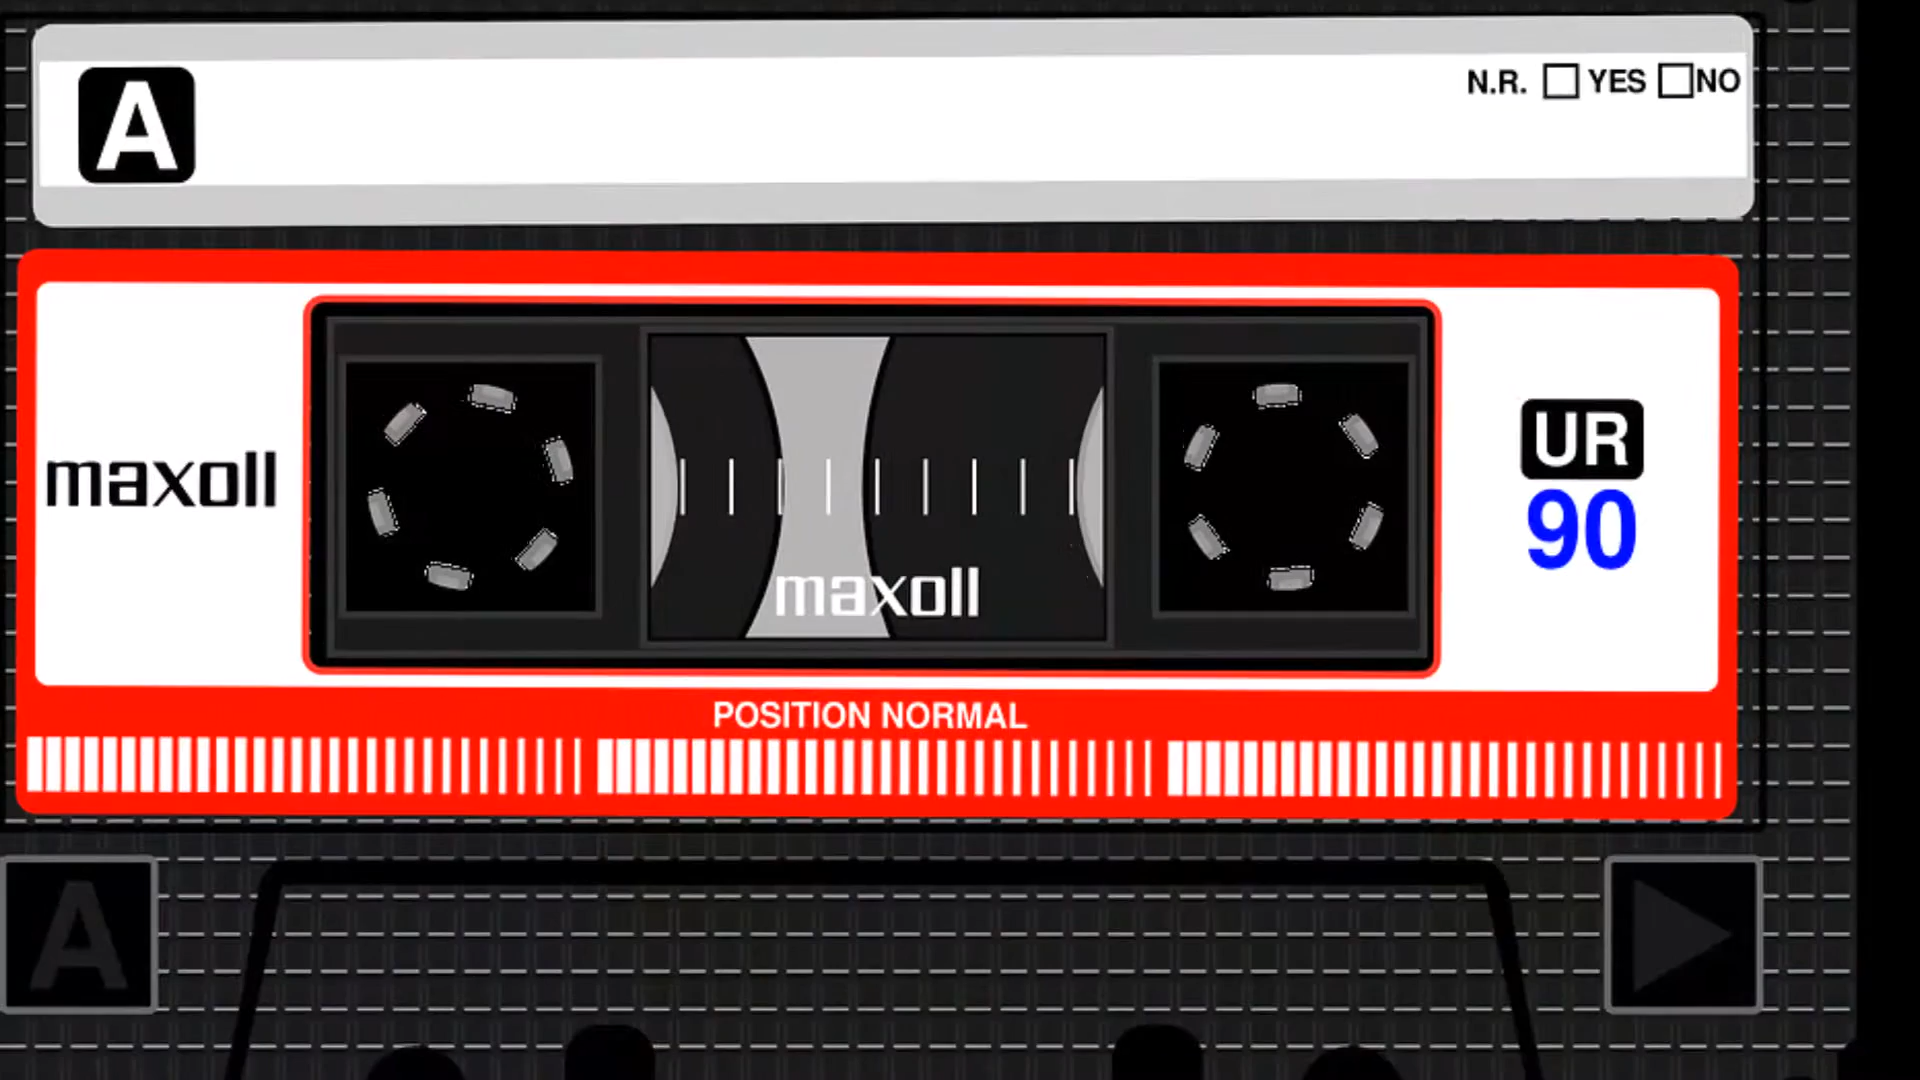 A
N.R. YES NO
maxoll
UR
90
maxoll
POSITION NORMAL
A